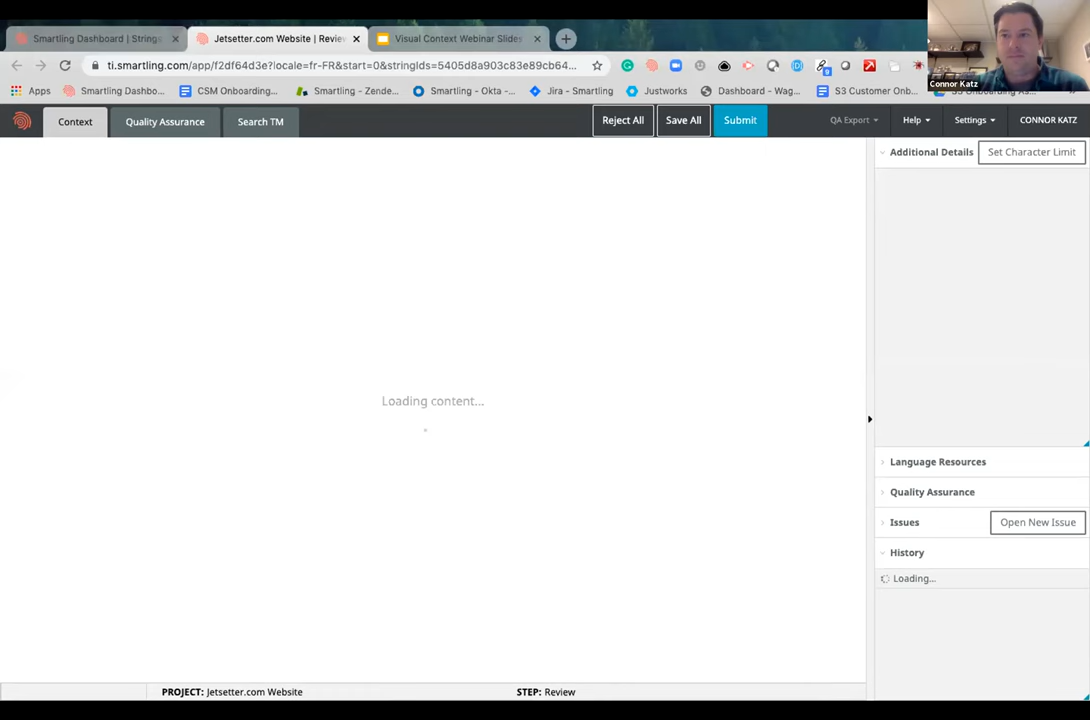 Smartling Dashboard | Strings
Jetsetter.com Website | Review
Visual Context Webinar Slides
ti.smartling.com/app/f2df64d3e?locale=fr-FR&start=0&stringIds=5405d8a903c83e89cb64...
Apps
Smartling Dashbo...
CSM Onboarding...
Smartling - Zende...
Smartling - Okta -...
Jira - Smartling
Justworks
Dashboard - Wag...
S3 Customer Onb...
Connor Katz
Context
Quality Assurance
Search TM
Reject All
Save All
Submit
QA Export
Help
Settings
CONNOR KATZ
Additional Details
Set Character Limit
Loading content...
Language Resources
Quality Assurance
Issues
Open New Issue
History
Loading...
PROJECT: Jetsetter.com Website
STEP: Review